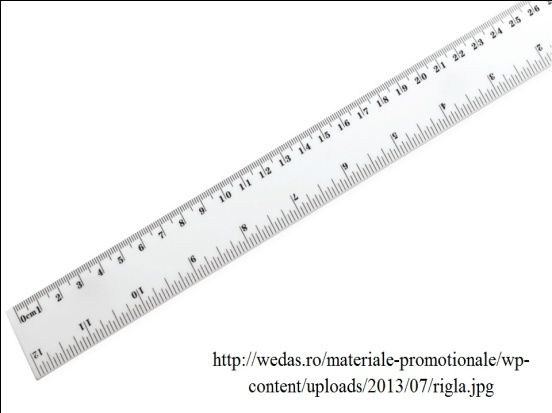 0cm1 2 3 4 5 6 7 8 9 10 11 12 13 14 15 16 17 18 19 20 21 22 23 24 25 26
12 11 10 9 8 7 6 5 4 3 2
http://wedas.ro/materiale-promotionale/wp-
content/uploads/2013/07/rigla.jpg